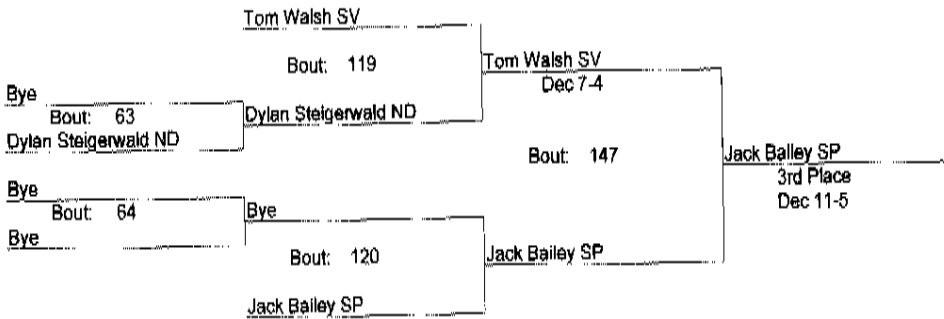 Tom Walsh SV
Bout: 119
Tom Walsh SV
Dec 7-4
Bye
Bout: 63
Dylan Steigerwald ND
Dylan Steigerwald ND
Bout: 147
Jack Bailey SP
3rd Place
Dec 11-5
Bye
Bout: 64
Bye
Bye
Bout: 120
Jack Bailey SP
Jack Bailey SP